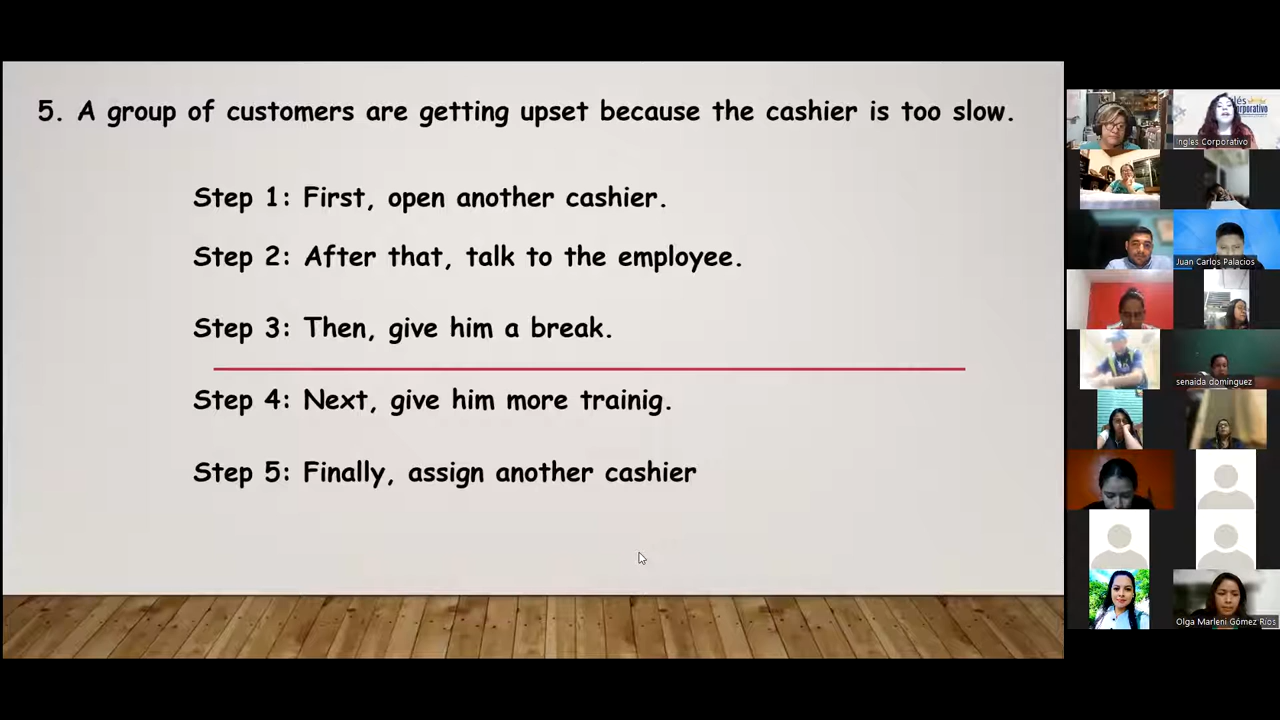 5. A group of customers are getting upset because the cashier is too slow.
Step 1: First, open another cashier.
Step 2: After that, talk to the employee.
Step 3: Then, give him a break.
Step 4: Next, give him more trainig.
Step 5: Finally, assign another cashier
Ingles Corporativo
Juan Carlos Palacios
senaida dominguez
Olga Marleni Gómez Rios